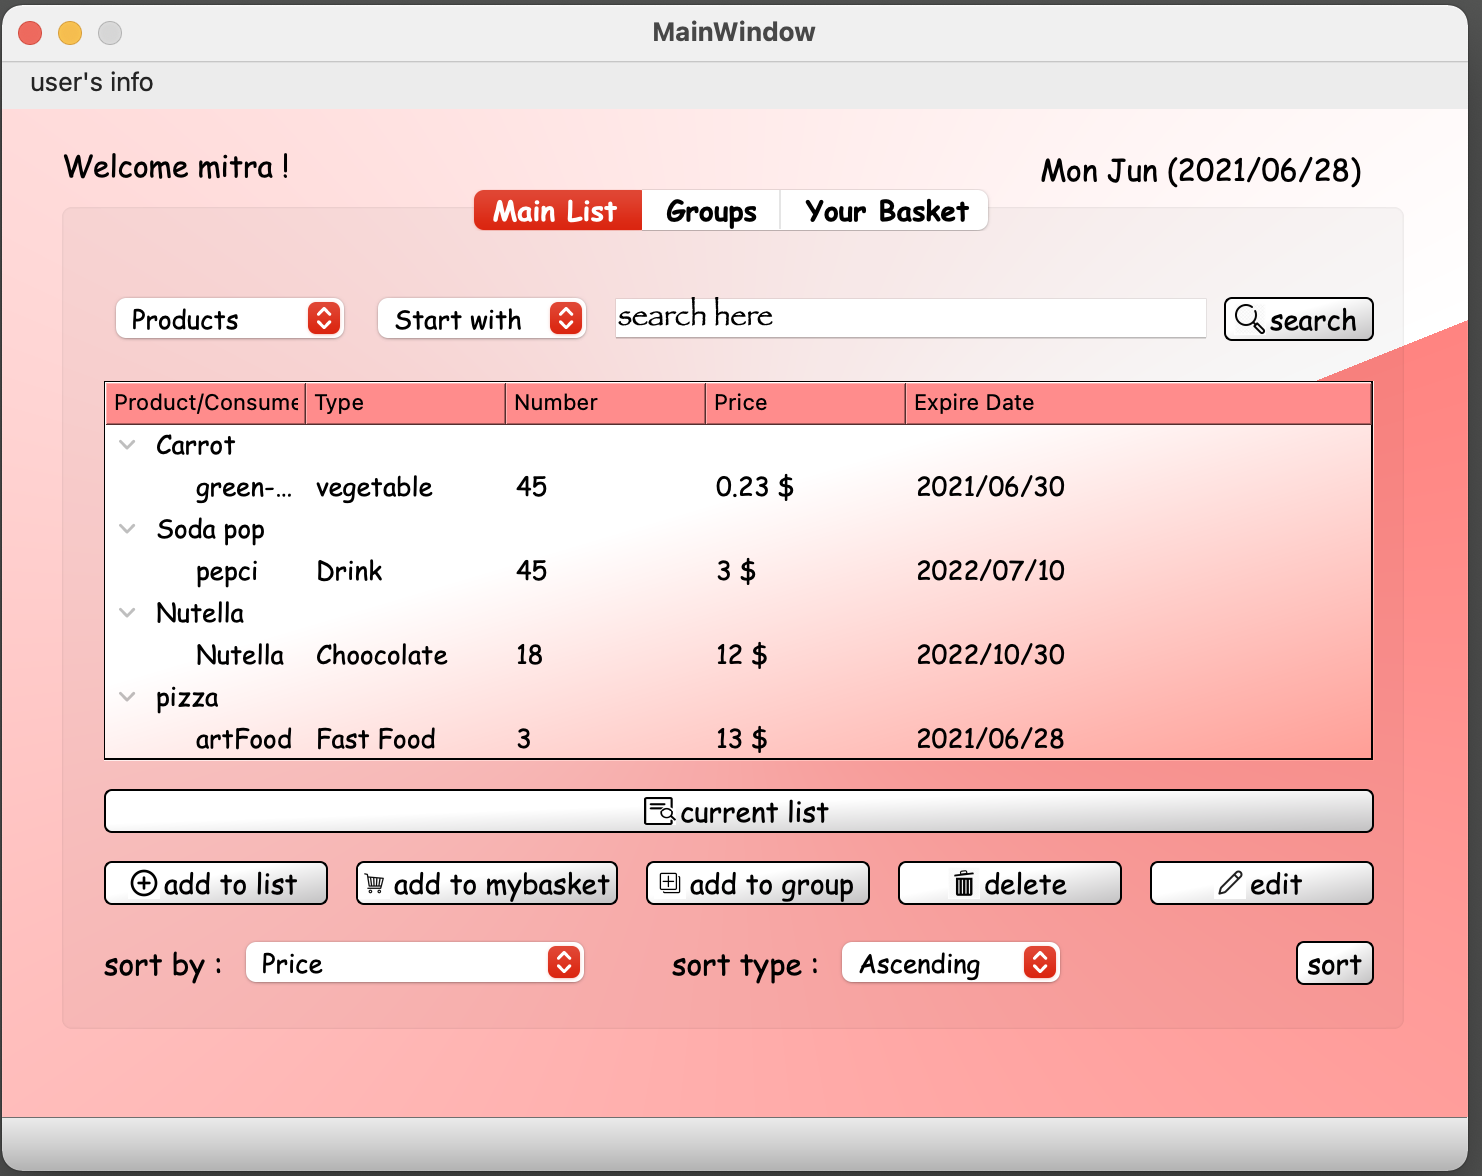 MainWindow
user's info
Welcome mitra !
Mon Jun (2021/06/28)
Main List Groups Your Basket
Products Start with search here search
Product/Consume Type Number Price Expire Date
Carrot
green-... vegetable 45 0.23 $ 2021/06/30
Soda pop
pepci Drink 45 3 $ 2022/07/10
Nutella
Nutella Choocolate 18 12 $ 2022/10/30
pizza
artFood Fast Food 3 13 $ 2021/06/28
current list
add to list add to mybasket add to group delete edit
sort by : Price sort type : Ascending sort